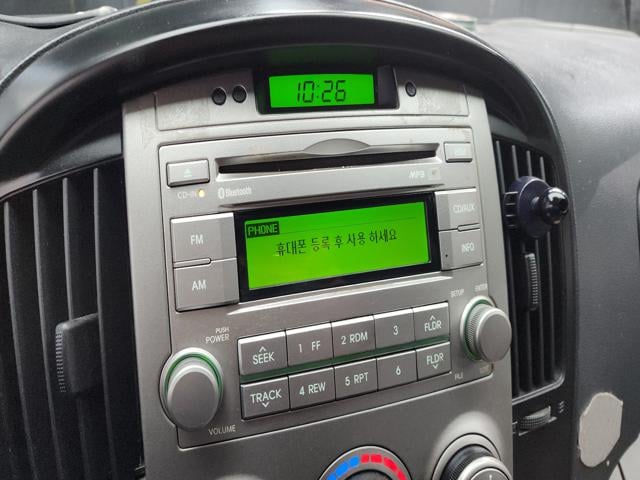 10:26
CD-IN
Bluetooth
MP3
FM
AM
PHONE
휴대폰 등록 후 사용 하세요
CD/AUX
INFO
PUSH
POWER
VOLUME
SETUP
ENTER
SEEK
1 FF
2 RDM
3
FLDR
TRACK
4 REW
5 RPT
6
FLDR
FILE